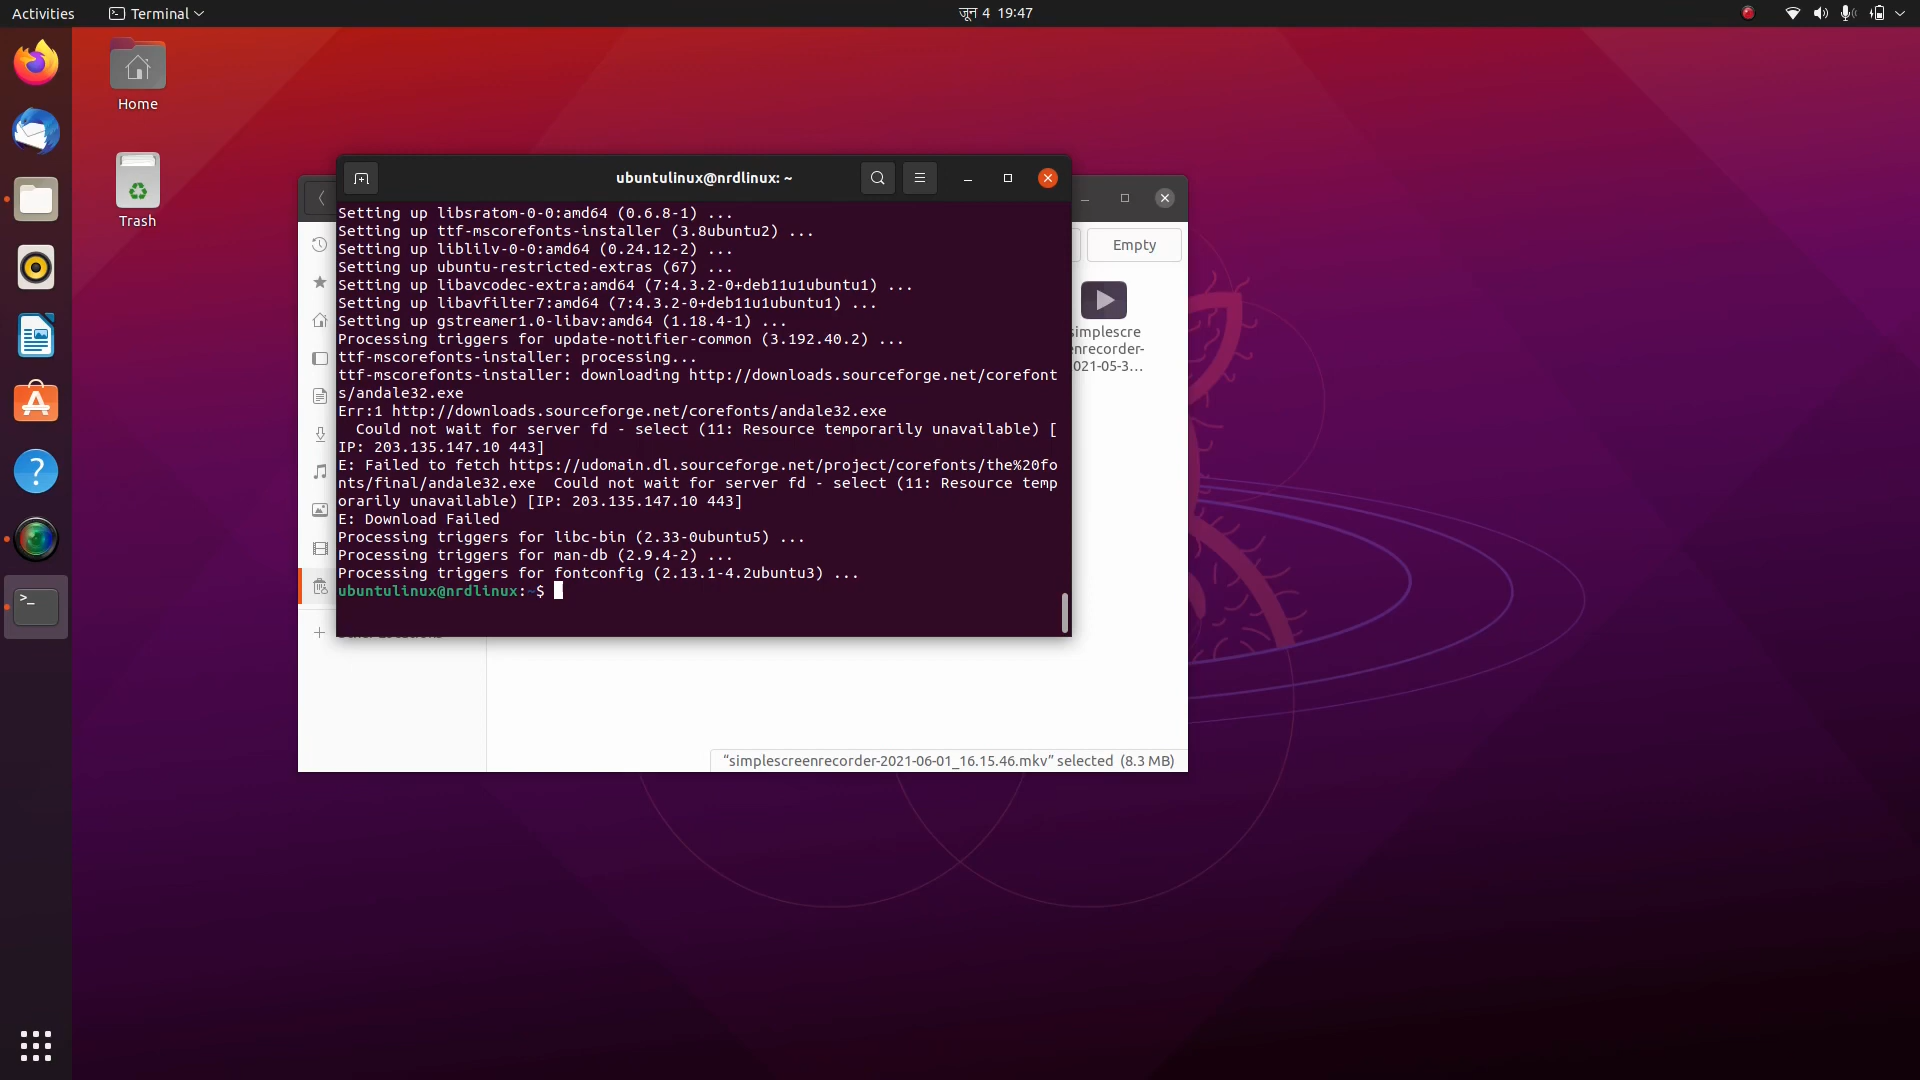 Activities
Terminal
जून 4 19:47
Home
Trash
ubuntulinux@nrdlinux: ~
Setting up libsratom-0-0:amd64 (0.6.8-1) ...
Setting up ttf-mscorefonts-installer (3.8ubuntu2) ...
Setting up liblilv-0-0:amd64 (0.24.12-2) ...
Setting up ubuntu-restricted-extras (67) ...
Setting up libavcodec-extra:amd64 (7:4.3.2-0+deb11u1ubuntu1) ...
Setting up libavfilter7:amd64 (7:4.3.2-0+deb11u1ubuntu1) ...
Setting up gstreamer1.0-libav:amd64 (1.18.4-1) ...
Processing triggers for update-notifier-common (3.192.40.2) ...
ttf-mscorefonts-installer: processing...
ttf-mscorefonts-installer: downloading http://downloads.sourceforge.net/corefont
s/andale32.exe
Err:1 http://downloads.sourceforge.net/corefonts/andale32.exe
  Could not wait for server fd - select (11: Resource temporarily unavailable) [
IP: 203.135.147.10 443]
E: Failed to fetch https://udomain.dl.sourceforge.net/project/corefonts/the%20fo
nts/final/andale32.exe  Could not wait for server fd - select (11: Resource temp
orarily unavailable) [IP: 203.135.147.10 443]
E: Download Failed
Processing triggers for libc-bin (2.33-0ubuntu5) ...
Processing triggers for man-db (2.9.4-2) ...
Processing triggers for fontconfig (2.13.1-4.2ubuntu3) ...
ubuntulinux@nrdlinux:~$
Empty
simplescre
enrecorder-
2021-05-3...
"simplescreenrecorder-2021-06-01_16.15.46.mkv" selected (8.3 MB)